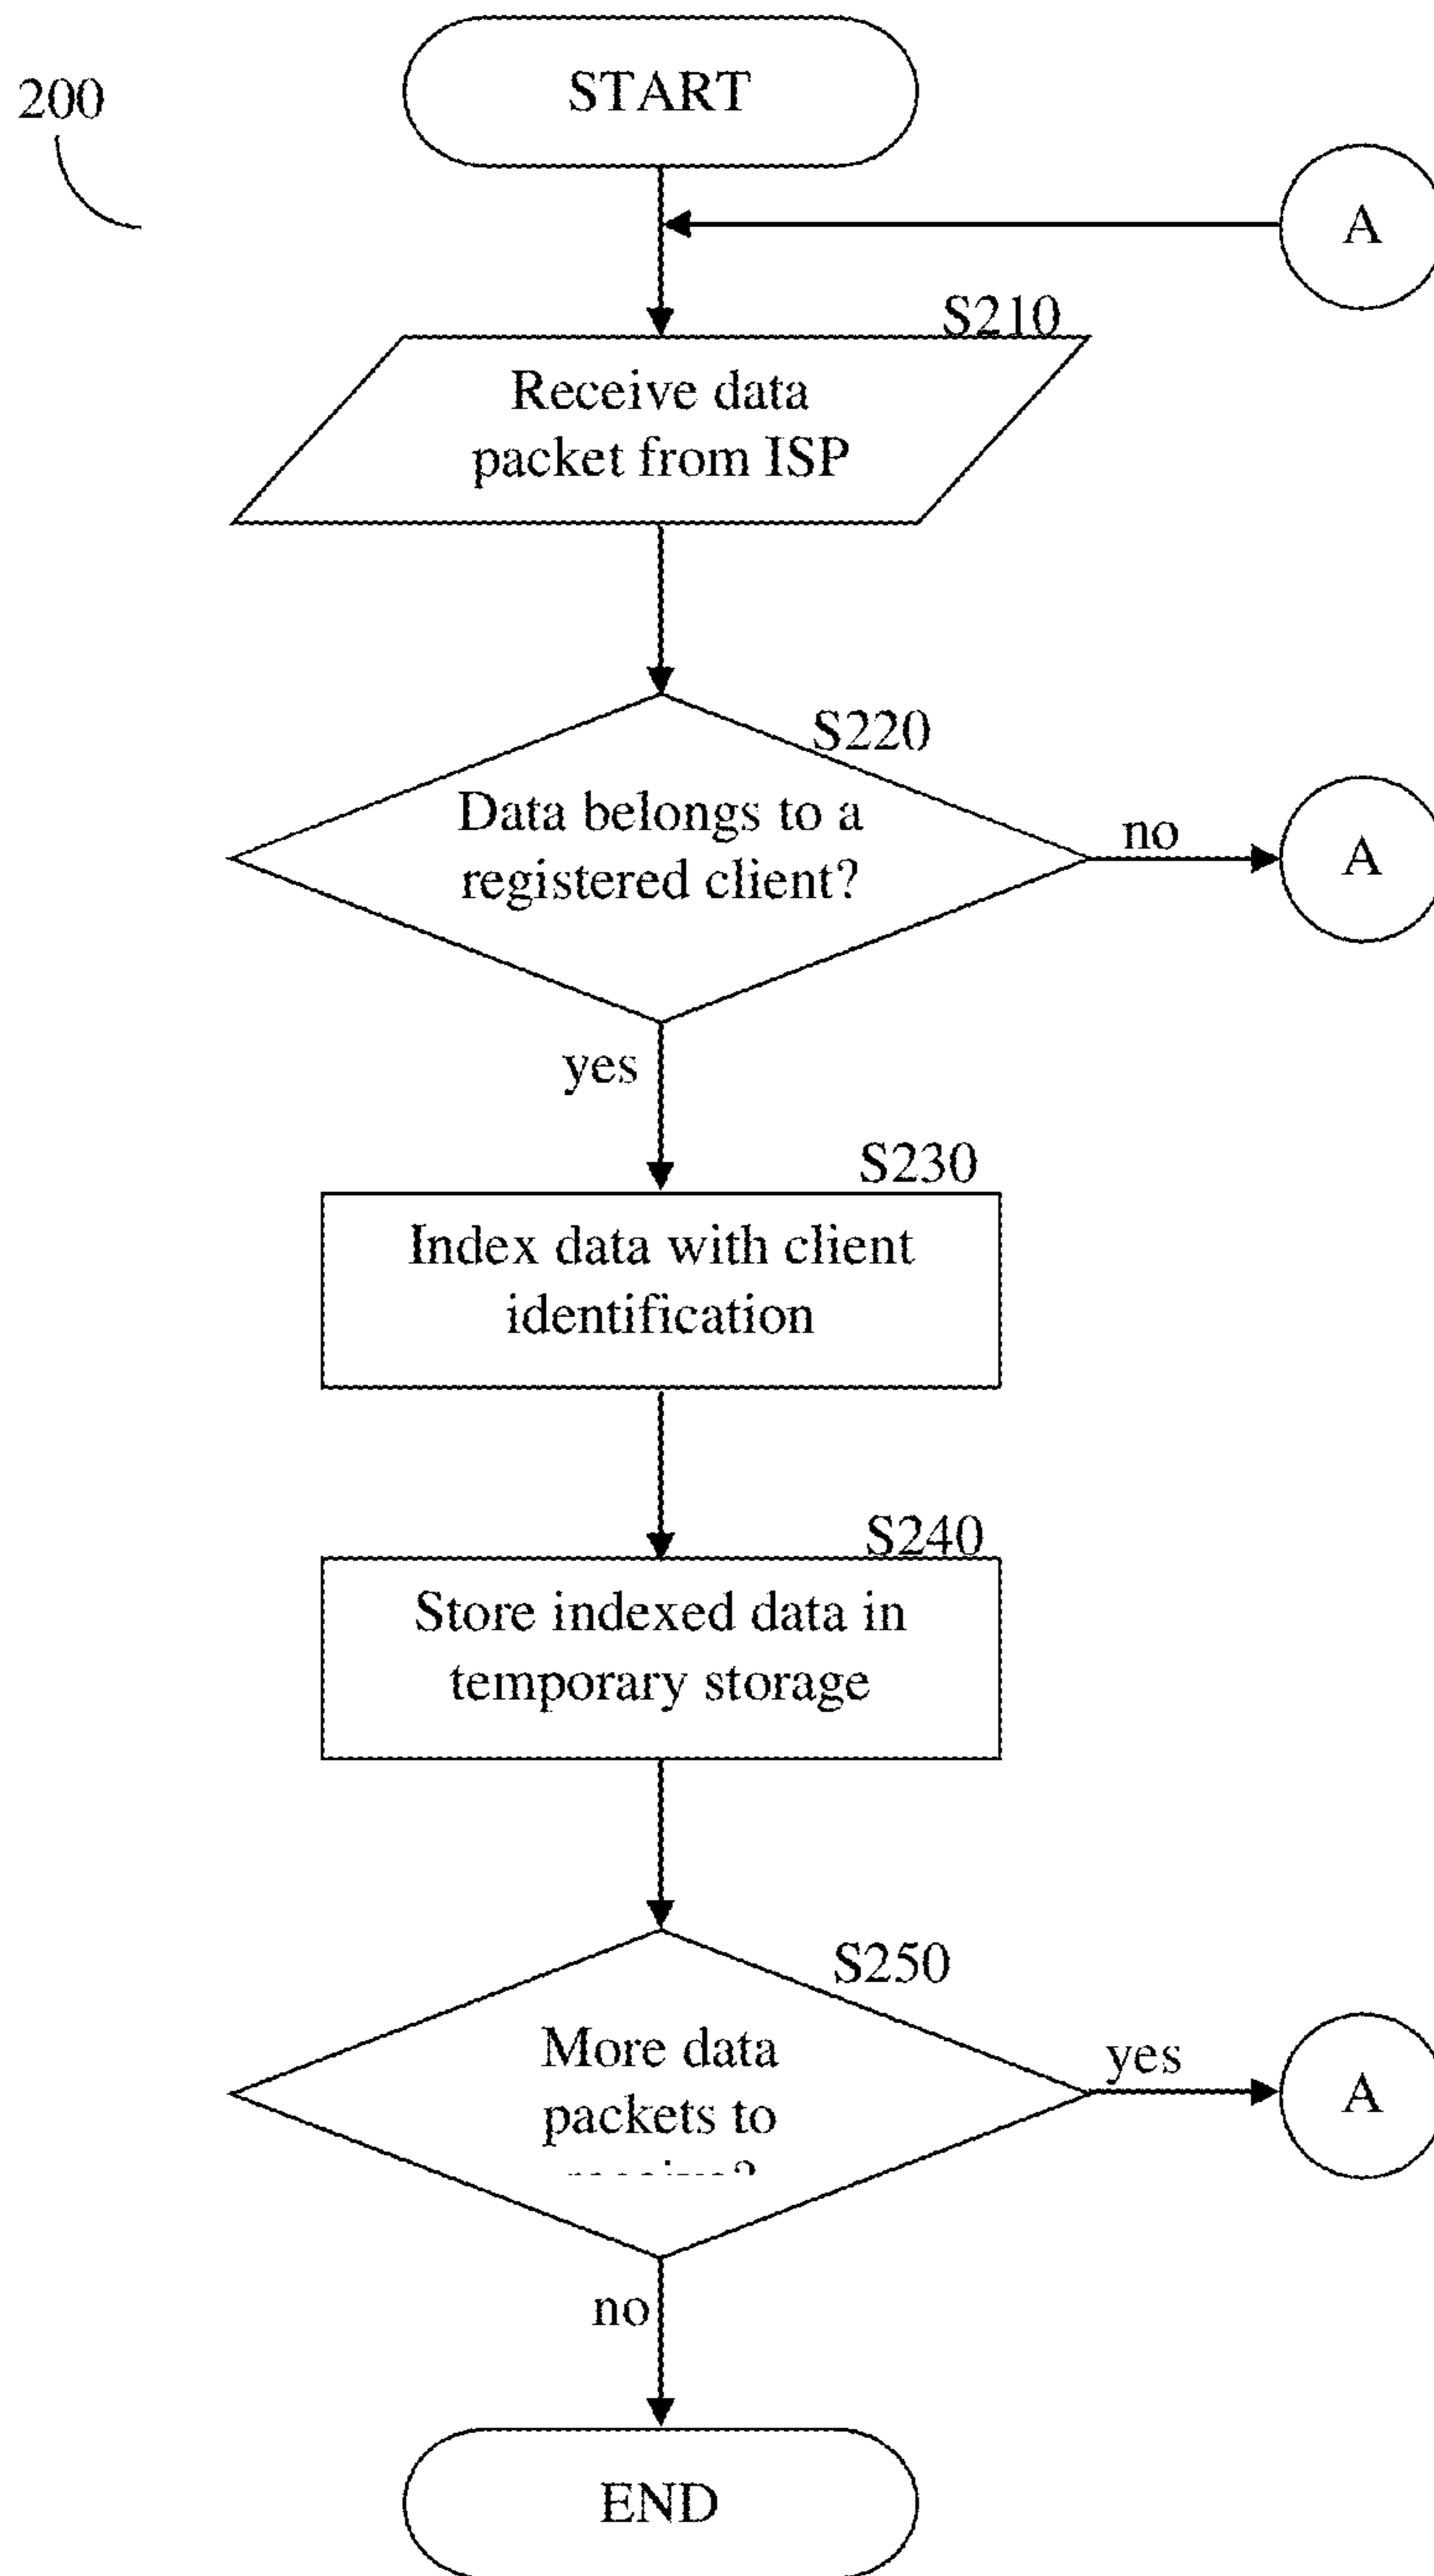 START
200
A
S210
Receive data
packet from ISP
S220
Data belongs to a
registered client?
no
A
yes
S230
Index data with client
identification
S240
Store indexed data in
temporary storage
S250
More data
packets to
yes
A
no
END